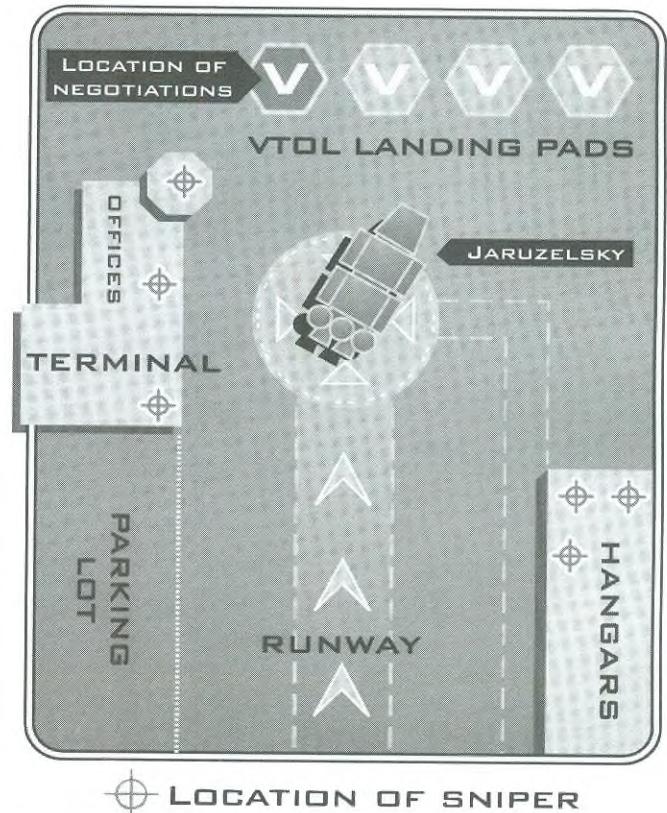 LOCATION OF
NEGOTIATIONS
V
V
V
V
VTOL LANDING PADS
OFFICES
JARUZELSKY
TERMINAL
PARKING
LOT
HANGARS
RUNWAY
LOCATION OF SNIPER